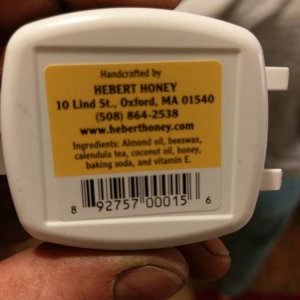 Handcrafted by
HEBERT HONEY
10 Lind St., Oxford, MA 01540
(508) 864-2538
www.heberthoney.com
Ingredients: Almond oil, beeswax,
calendula tea, coconut oil, honey,
baking soda, and vitamin E.
8 92757 00015 6